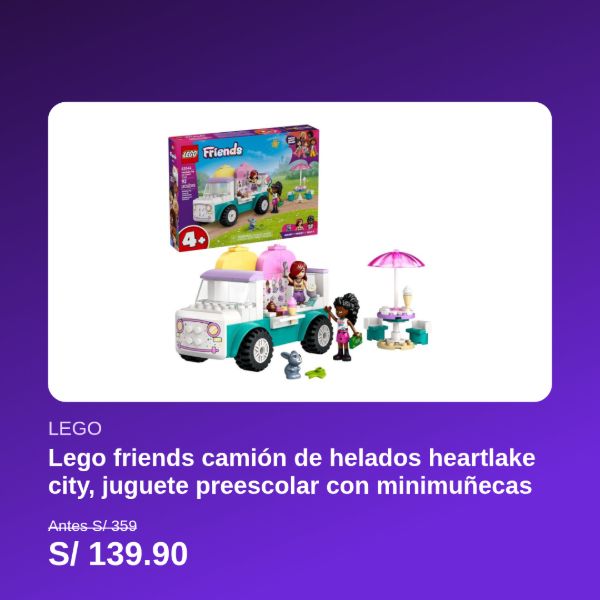 LEGO
Friends
4+
LEGO
Lego friends camión de helados heartlake
city, juguete preescolar con minimuñecas
Antes S/ 359
S/ 139.90